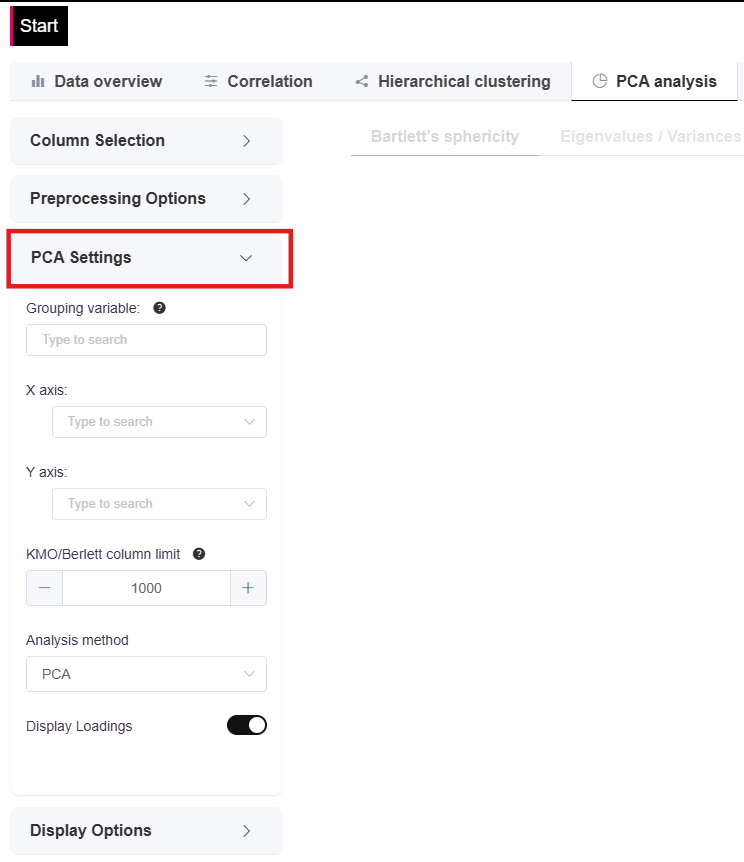 Start
Data overview
Correlation
Hierarchical clustering
PCA analysis
Column Selection
Bartlett's sphericity
Eigenvalues / Variances
Preprocessing Options
PCA Settings
Grouping variable: ?
Type to search
X axis:
Type to search
Y axis:
Type to search
KMO/Berlett column limit ?
1000
Analysis method
PCA
Display Loadings
Display Options